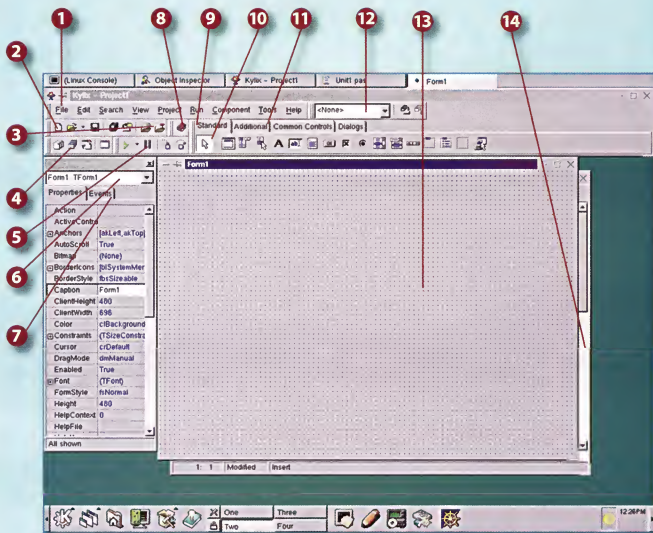 8 9 10 11 12 13 14
1
2
3
4
5
6
7
(Linux Console) Object Inspector Kylix - Project1 Unit1.pas Form1
Kylix - Project1
File Edit Search View Project Run Component Tools Help <None>
Standard Additional Common Controls Dialogs
Form1
Form1 TForm1
Properties Events
Action
ActiveControl
Anchors [akLeft,akTop]
AutoScroll True
Bitmap (None)
BorderIcons [biSystemMen
BorderStyle fbsSizeable
Caption Form1
ClientHeight 480
ClientWidth 696
Color clBackground
Constraints (TSizeConstra
Cursor crDefault
DragMode dmManual
Enabled True
Font (TFont)
FormStyle fsNormal
Height 480
HelpContext 0
HelpFile
All shown
1: 1 Modified Insert
One Three
Two Four
12:26PM